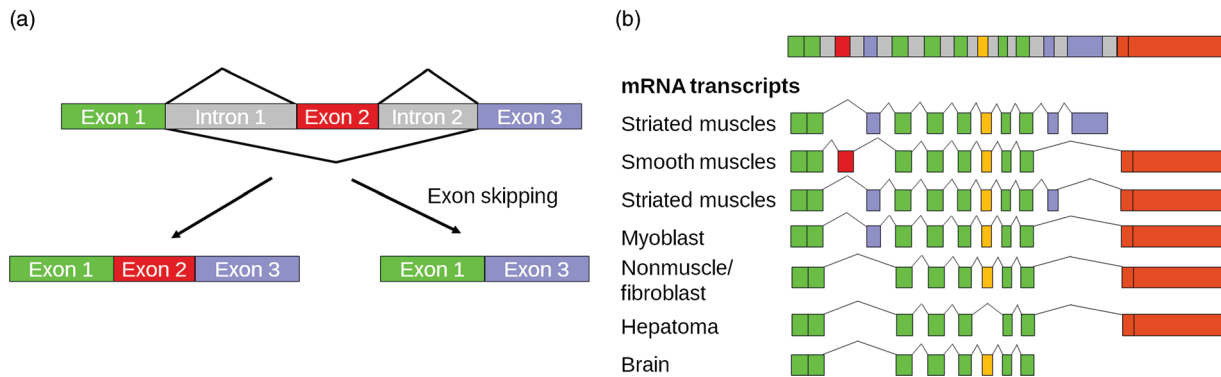 (a)
Exon 1 Intron 1 Exon 2 Intron 2 Exon 3
Exon skipping
Exon 1 Exon 2 Exon 3
Exon 1 Exon 3
(b)
mRNA transcripts
Striated muscles
Smooth muscles
Striated muscles
Myoblast
Nonmuscle/
fibroblast
Hepatoma
Brain